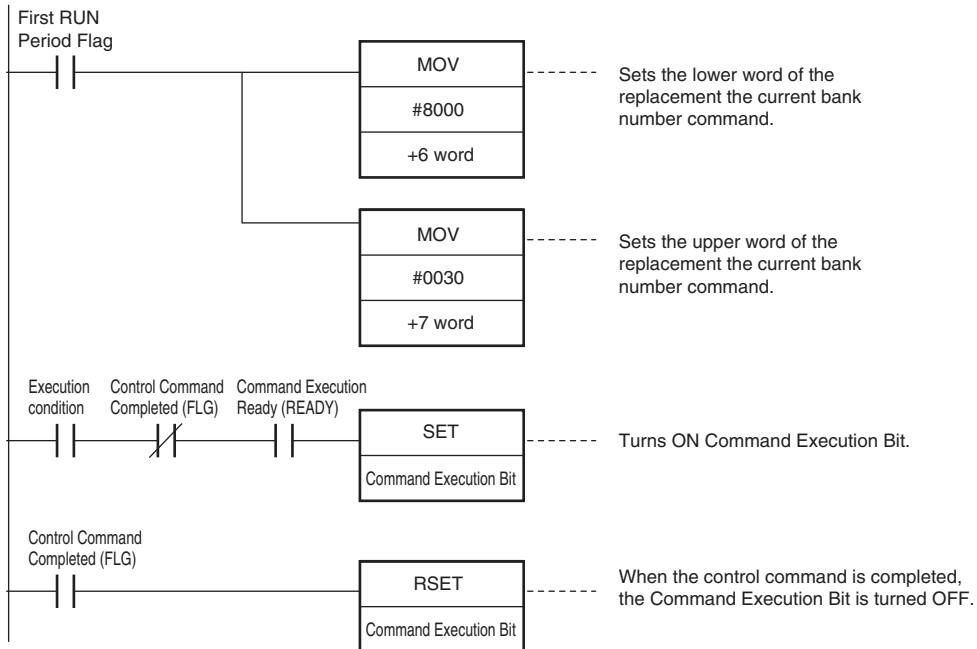 First RUN
Period Flag
MOV
#8000
+6 word
Sets the lower word of the
replacement the current bank
number command.
MOV
#0030
+7 word
Sets the upper word of the
replacement the current bank
number command.
Execution
condition
Control Command
Completed (FLG)
Command Execution
Ready (READY)
SET
Command Execution Bit
Turns ON Command Execution Bit.
Control Command
Completed (FLG)
RSET
Command Execution Bit
When the control command is completed,
the Command Execution Bit is turned OFF.